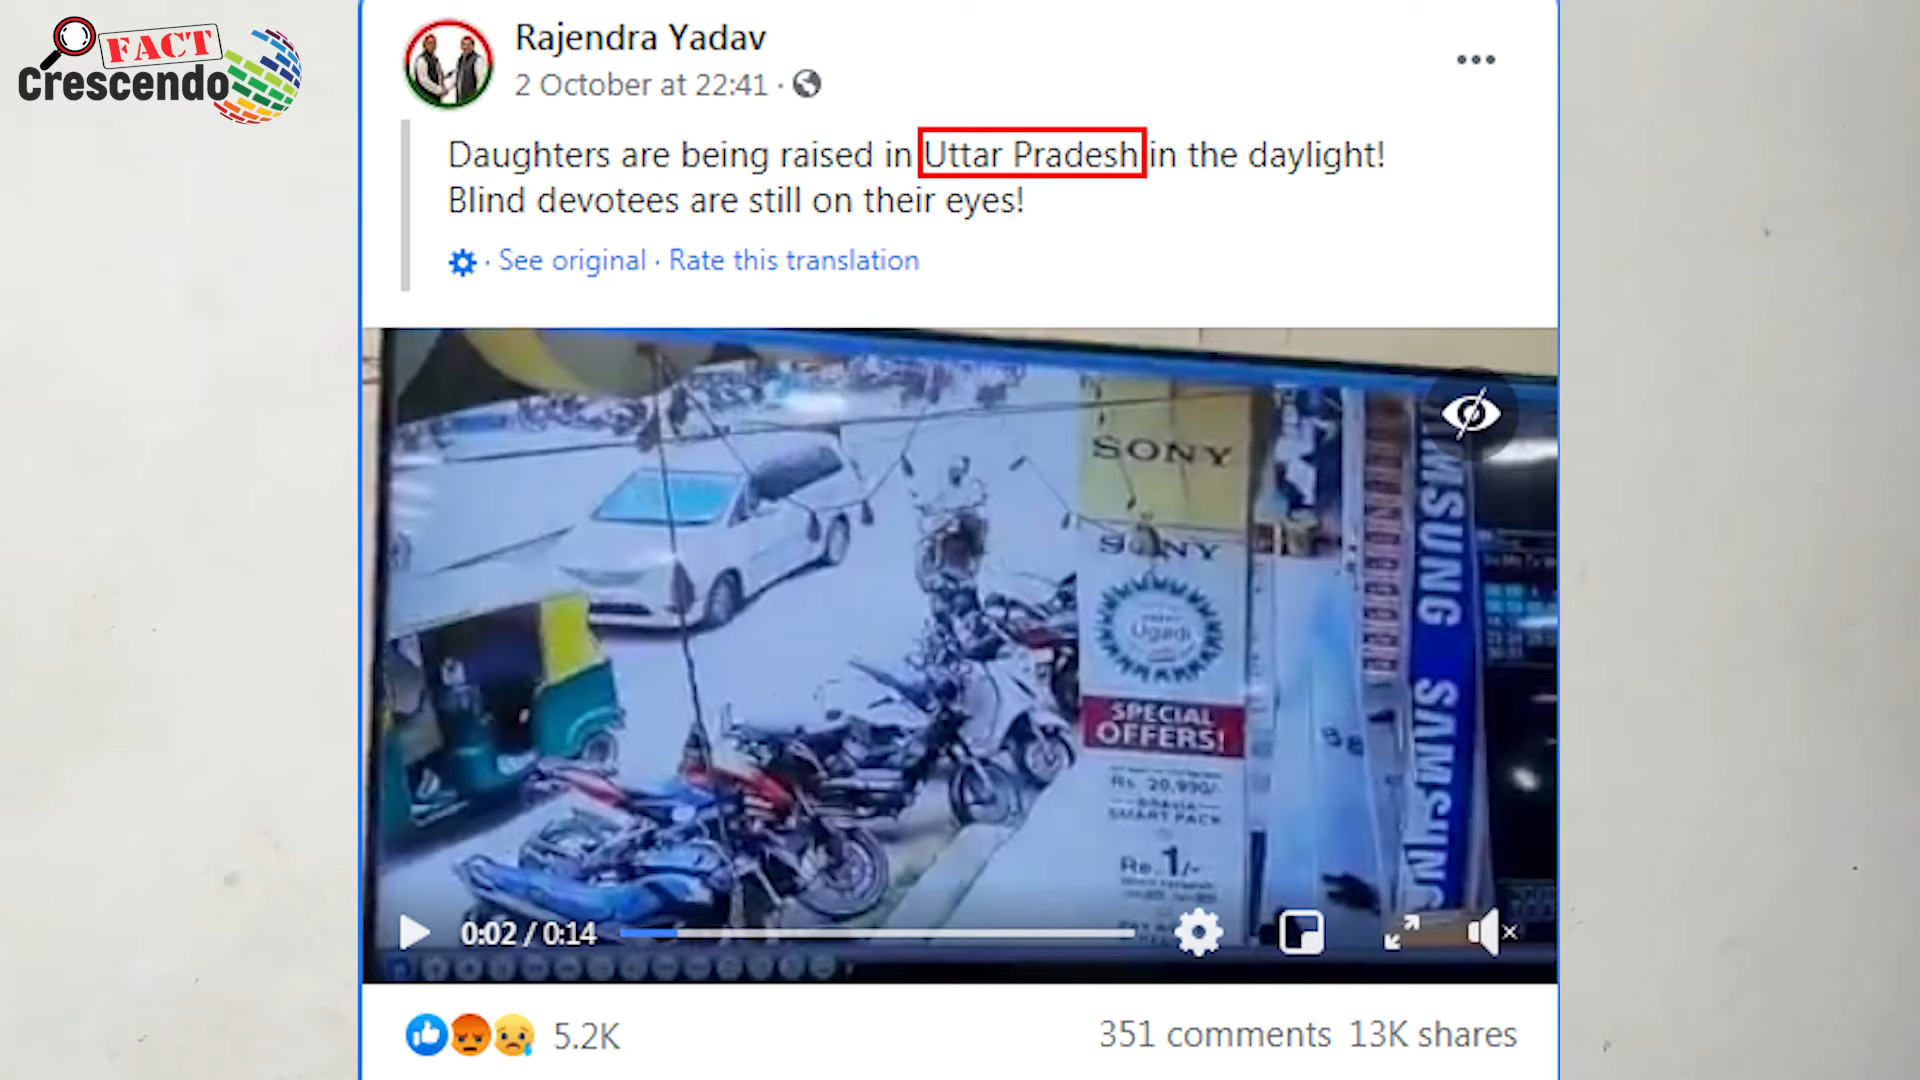 FACT
Crescendo
Rajendra Yadav
2 October at 22:41 ·
Daughters are being raised in Uttar Pradesh in the daylight!
Blind devotees are still on their eyes!
· See original · Rate this translation
SONY
SONY
Ugadi
SPECIAL
OFFERS!
Rs. 20,990/-
BRAVIA
SMART PACK
Re. 1/-
SAMSUNG
0:02 / 0:14
5.2K
351 comments 13K shares